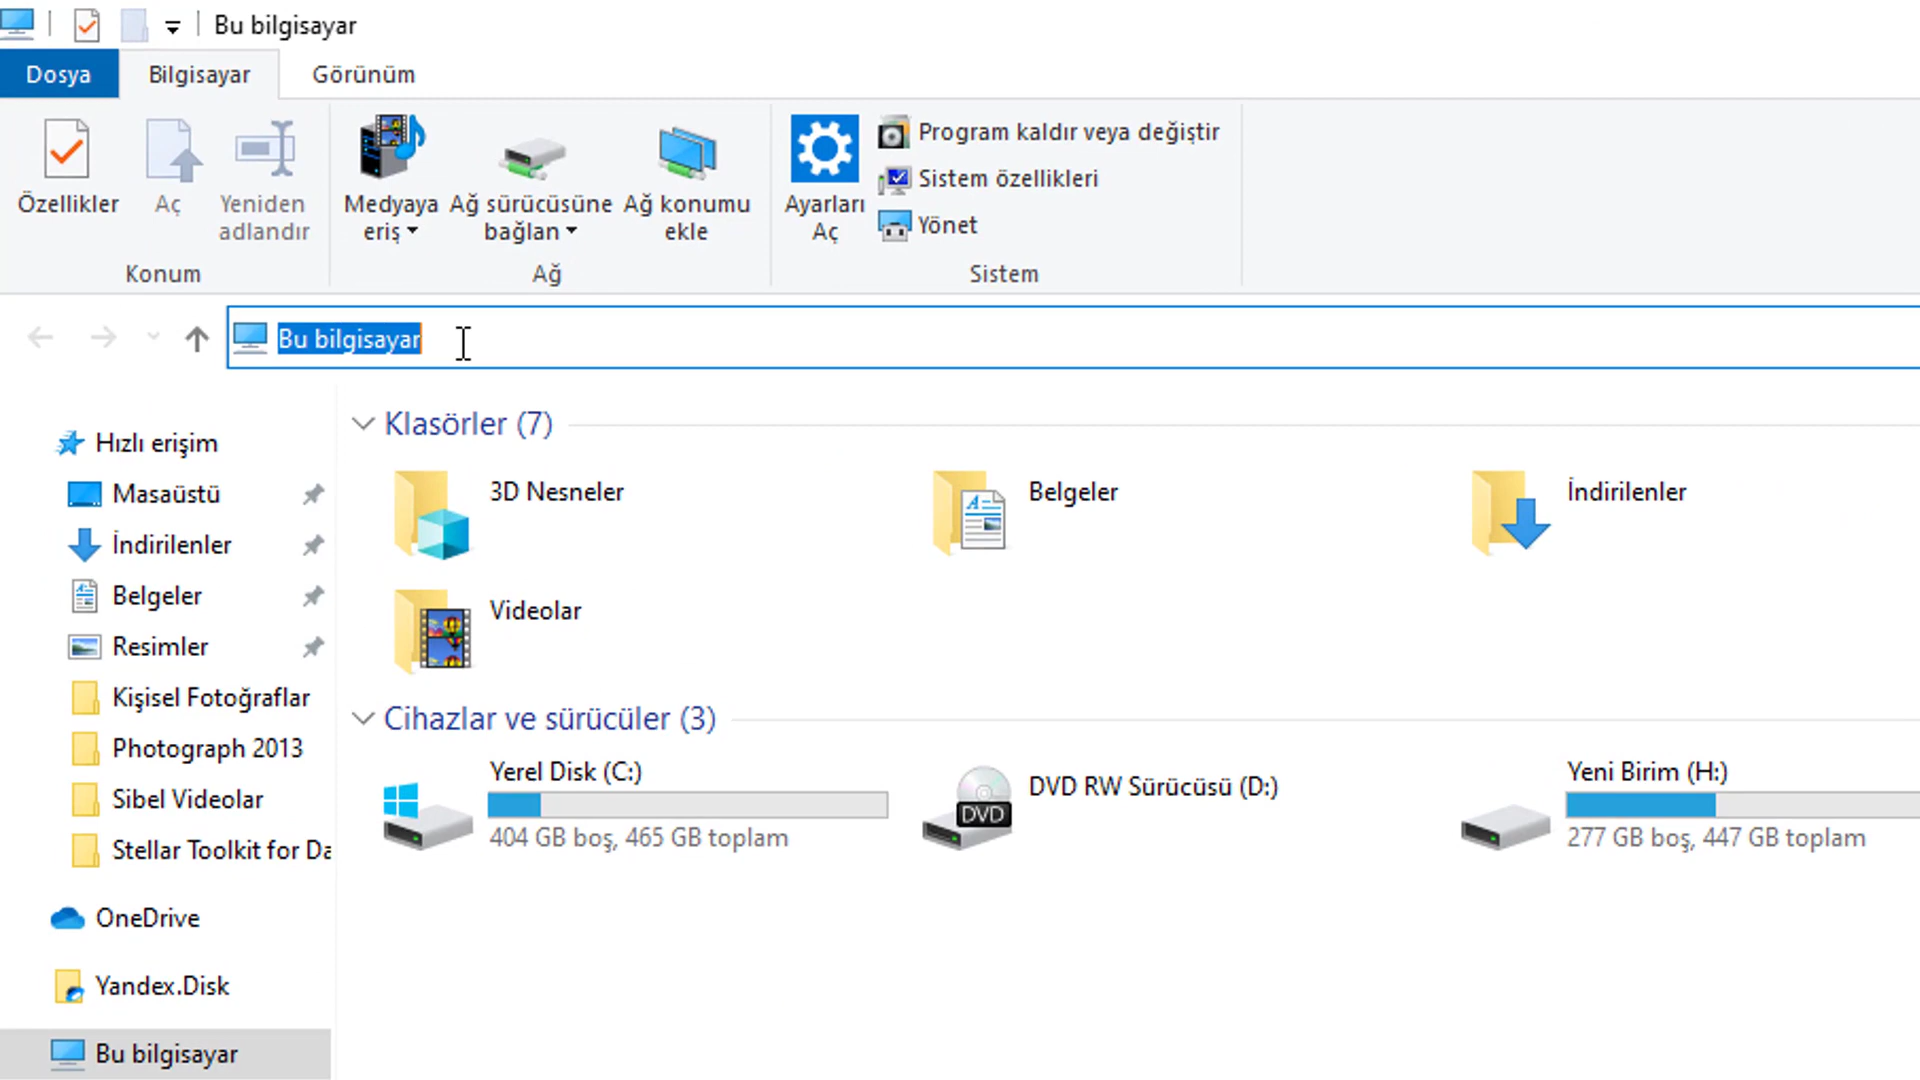 Bu bilgisayar
Dosya Bilgisayar Görünüm
Özellikler
Aç
Yeniden
adlandır
Konum
Medyaya
eriş
Ağ sürücüsüne
bağlan
Ağ konumu
ekle
Ağ
Ayarları
Aç
Program kaldır veya değiştir
Sistem özellikleri
Yönet
Sistem
Bu bilgisayar
Hızlı erişim
Masaüstü
İndirilenler
Belgeler
Resimler
Kişisel Fotoğraflar
Photograph 2013
Sibel Videolar
Stellar Toolkit for Da
OneDrive
Yandex.Disk
Bu bilgisayar
Klasörler (7)
3D Nesneler
Belgeler
İndirilenler
Videolar
Cihazlar ve sürücüler (3)
Yerel Disk (C:)
404 GB boş, 465 GB toplam
DVD
DVD RW Sürücüsü (D:)
Yeni Birim (H:)
277 GB boş, 447 GB toplam